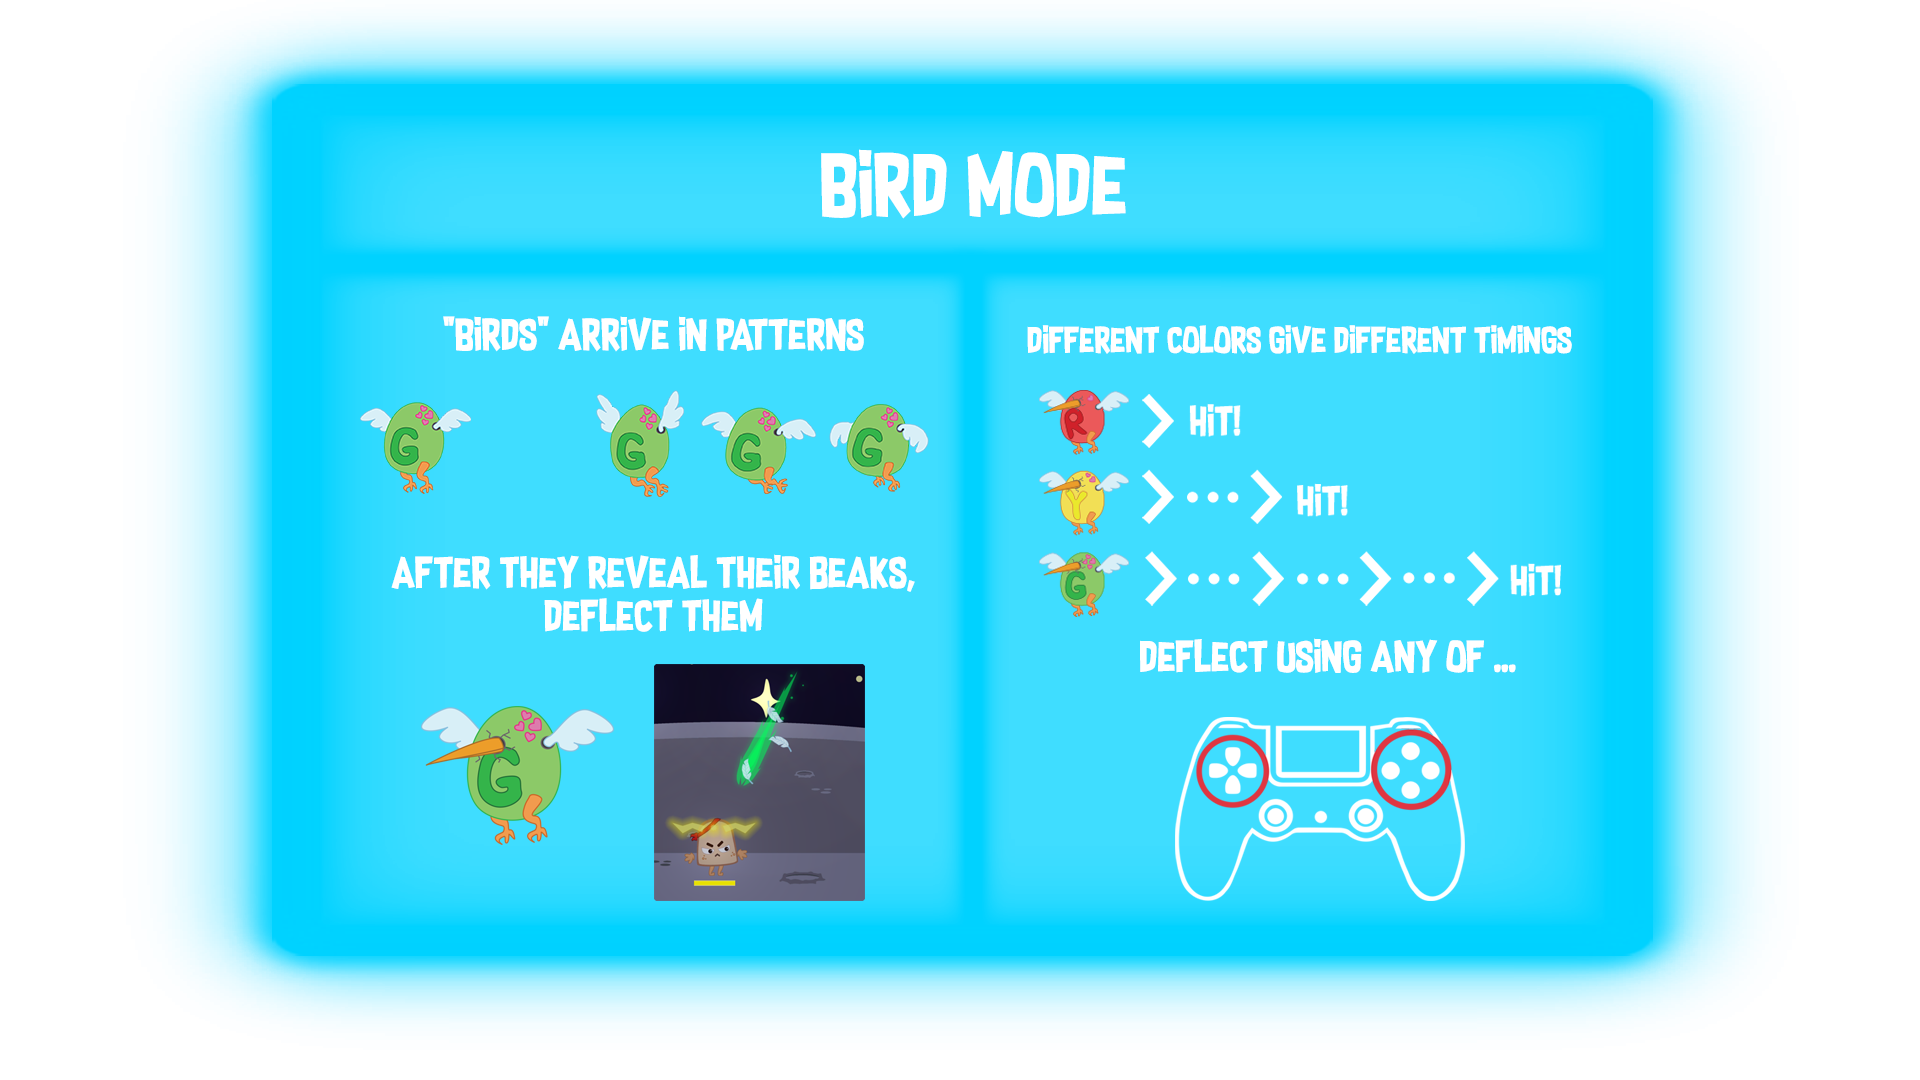 BiRD MODE
"BiRDS" ARRiVE iN PATTERNS
G G G G
AFTER THEY REVEAL THEiR BEAKS,
DEFLECT THEM
G
DiFFERENT COLORS GiVE DiFFERENT TiMiNGS
R HiT!
Y ... HiT!
G ... ... ... HiT!
DEFLECT USiNG ANY OF ...